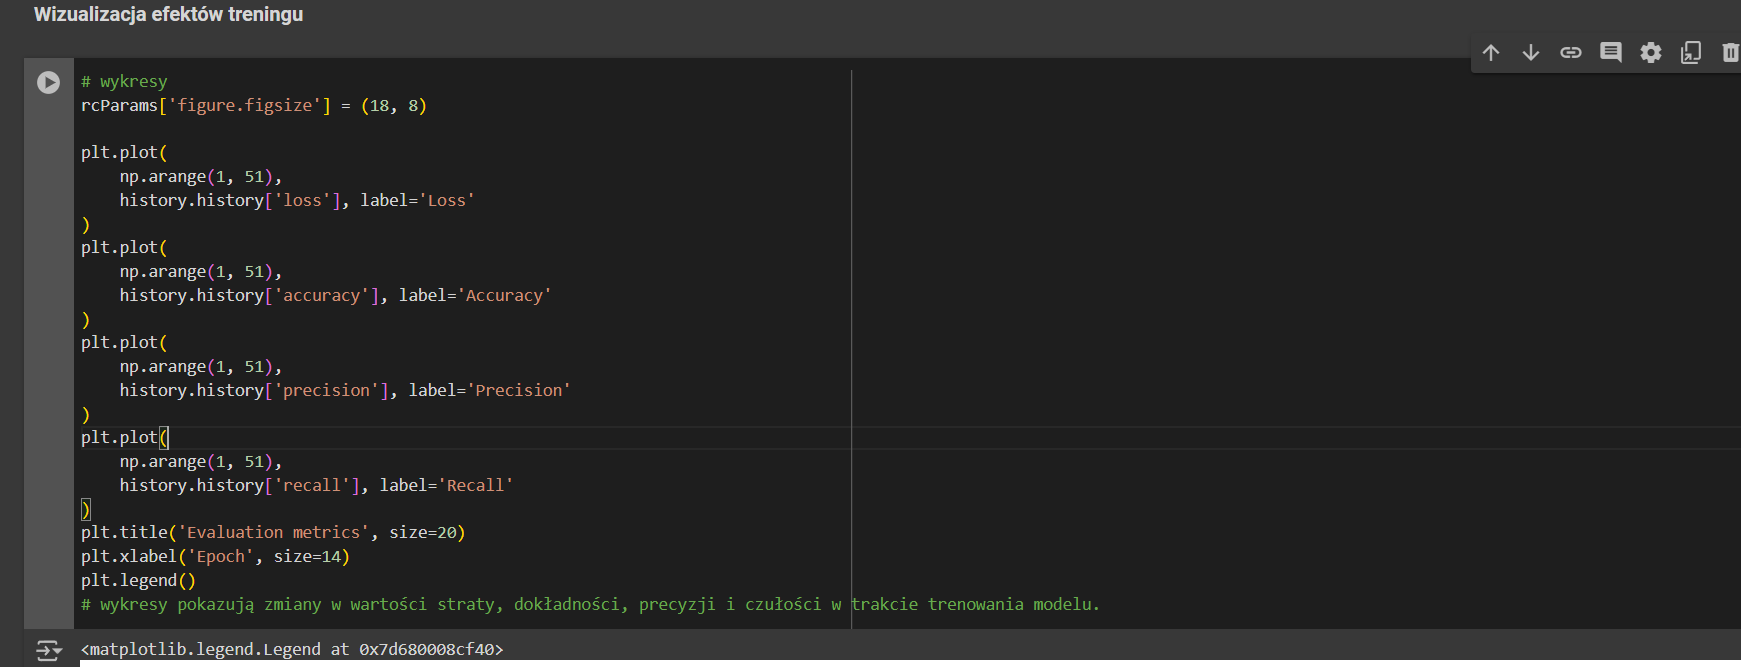 Wizualizacja efektów treningu
# wykresy
rcParams['figure.figsize'] = (18, 8)
plt.plot(
    np.arange(1, 51),
    history.history['loss'], label='Loss'
)
plt.plot(
    np.arange(1, 51),
    history.history['accuracy'], label='Accuracy'
)
plt.plot(
    np.arange(1, 51),
    history.history['precision'], label='Precision'
)
plt.plot(
    np.arange(1, 51),
    history.history['recall'], label='Recall'
)
plt.title('Evaluation metrics', size=20)
plt.xlabel('Epoch', size=14)
plt.legend()
# wykresy pokazują zmiany w wartości straty, dokładności, precyzji i czułości w trakcie trenowania modelu.
<matplotlib.legend.Legend at 0x7d680008cf40>